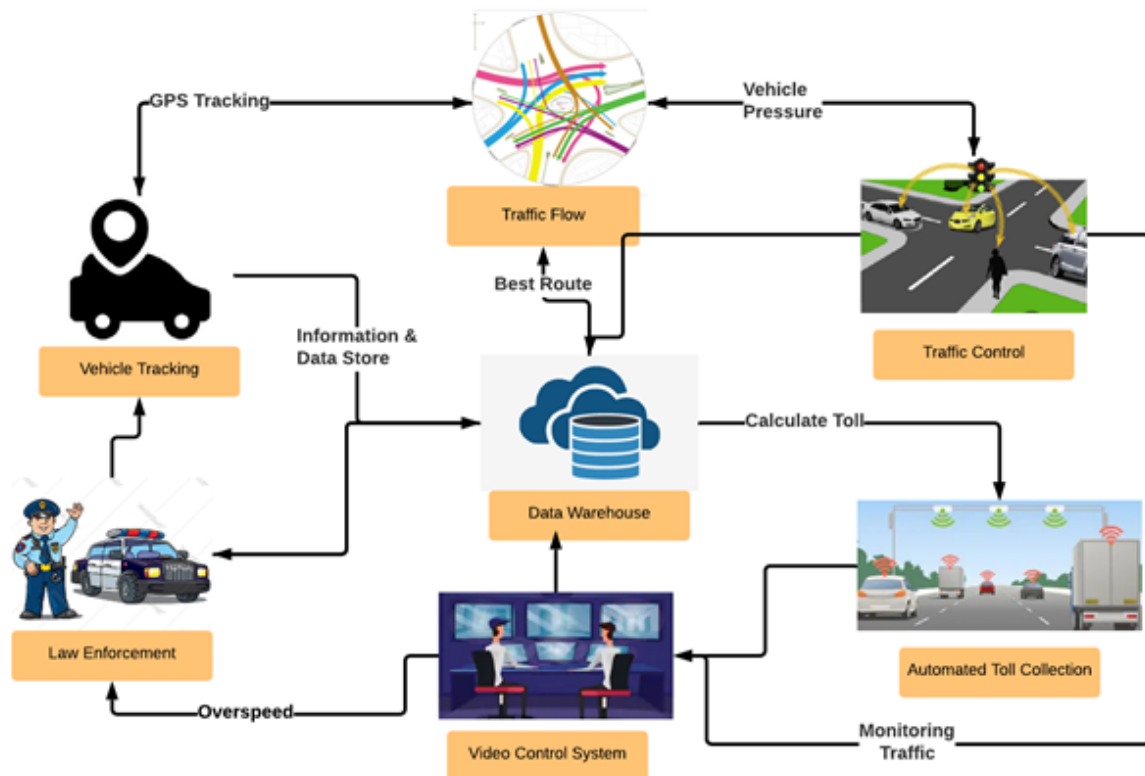 GPS Tracking
Vehicle
Pressure
Traffic Flow
Best Route
Information &
Data Store
Vehicle Tracking
Traffic Control
Calculate Toll
Data Warehouse
Law Enforcement
Automated Toll Collection
Overspeed
Monitoring
Traffic
Video Control System